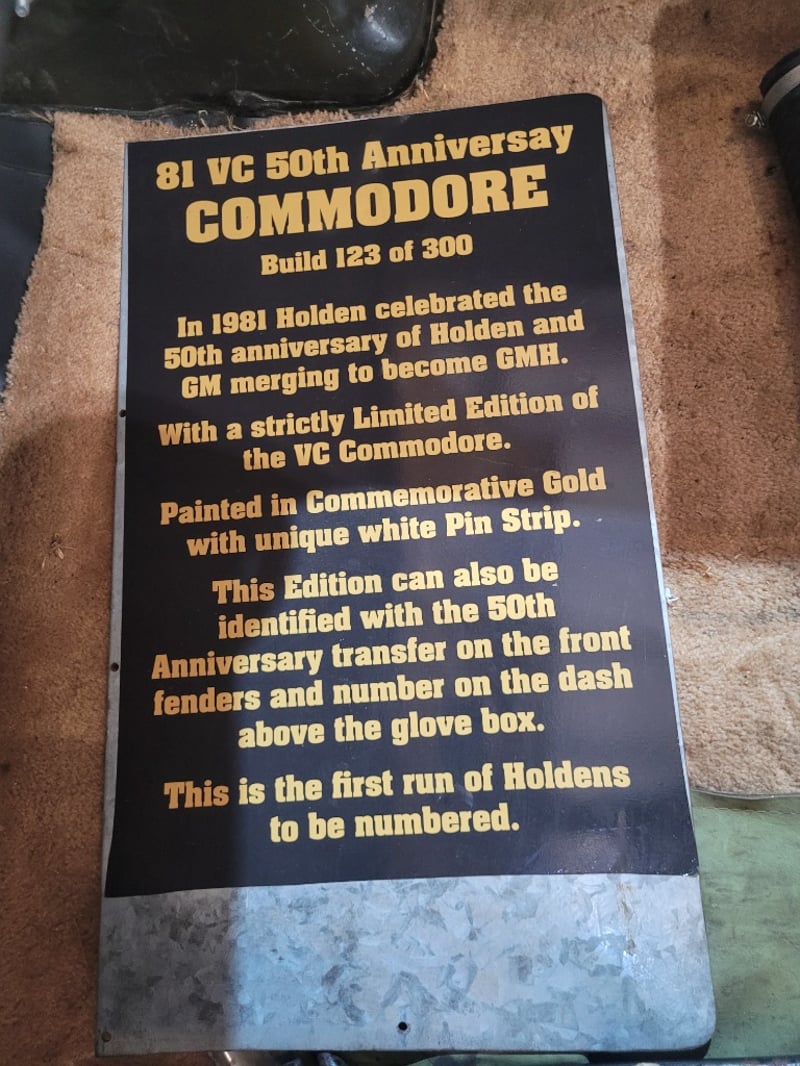 81 VC 50th Anniversay
COMMODORE
Build 123 of 300
In 1981 Holden celebrated the
50th anniversary of Holden and
GM merging to become GMH.
With a strictly Limited Edition of
the VC Commodore.
Painted in Commemorative Gold
with unique white Pin Strip.
This Edition can also be
identified with the 50th
Anniversary transfer on the front
fenders and number on the dash
above the glove box.
This is the first run of Holdens
to be numbered.